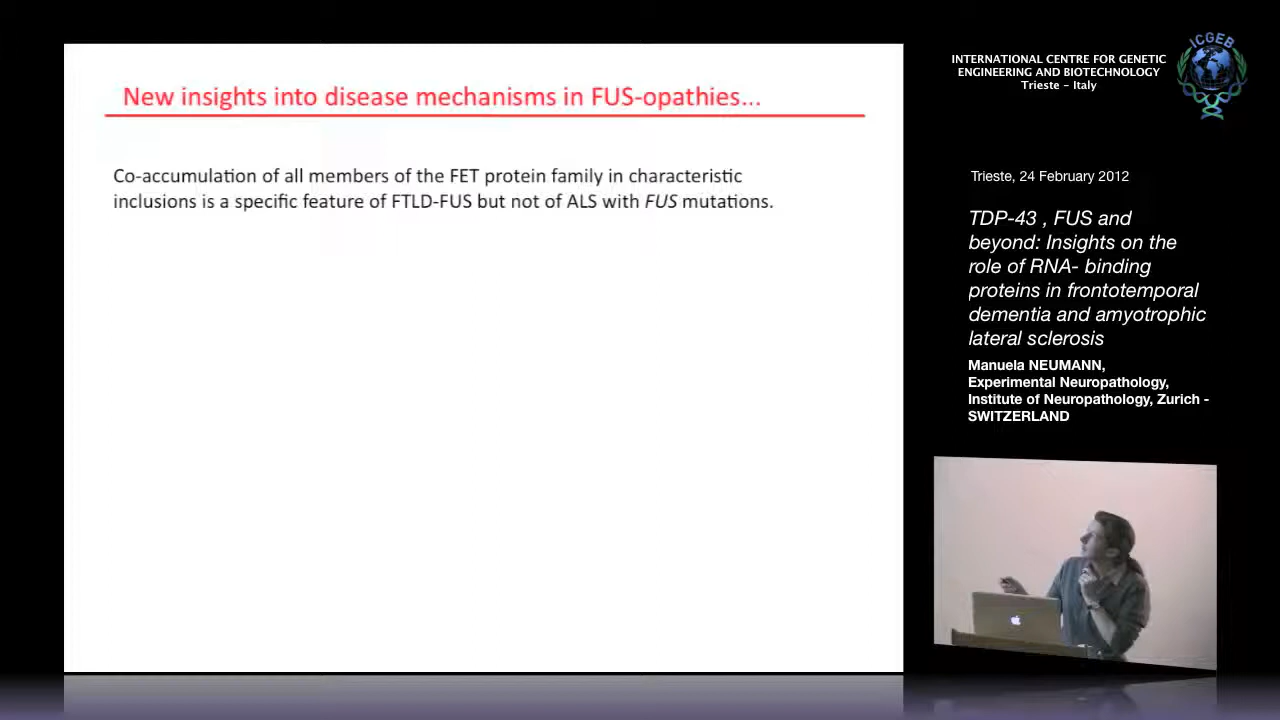 New insights into disease mechanisms in FUS-opathies...
Co-accumulation of all members of the FET protein family in characteristic
inclusions is a specific feature of FTLD-FUS but not of ALS with FUS mutations.
INTERNATIONAL CENTRE FOR GENETIC
ENGINEERING AND BIOTECHNOLOGY
Trieste - Italy
ICGEB
Trieste, 24 February 2012
TDP-43 , FUS and
beyond: Insights on the
role of RNA- binding
proteins in frontotemporal
dementia and amyotrophic
lateral sclerosis
Manuela NEUMANN,
Experimental Neuropathology,
Institute of Neuropathology, Zurich -
SWITZERLAND